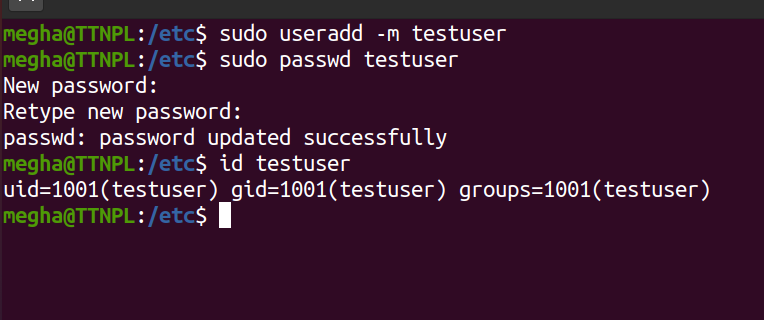 megha@TTNPL:/etc$ sudo useradd -m testuser
megha@TTNPL:/etc$ sudo passwd testuser
New password:
Retype new password:
passwd: password updated successfully
megha@TTNPL:/etc$ id testuser
uid=1001(testuser) gid=1001(testuser) groups=1001(testuser)
megha@TTNPL:/etc$